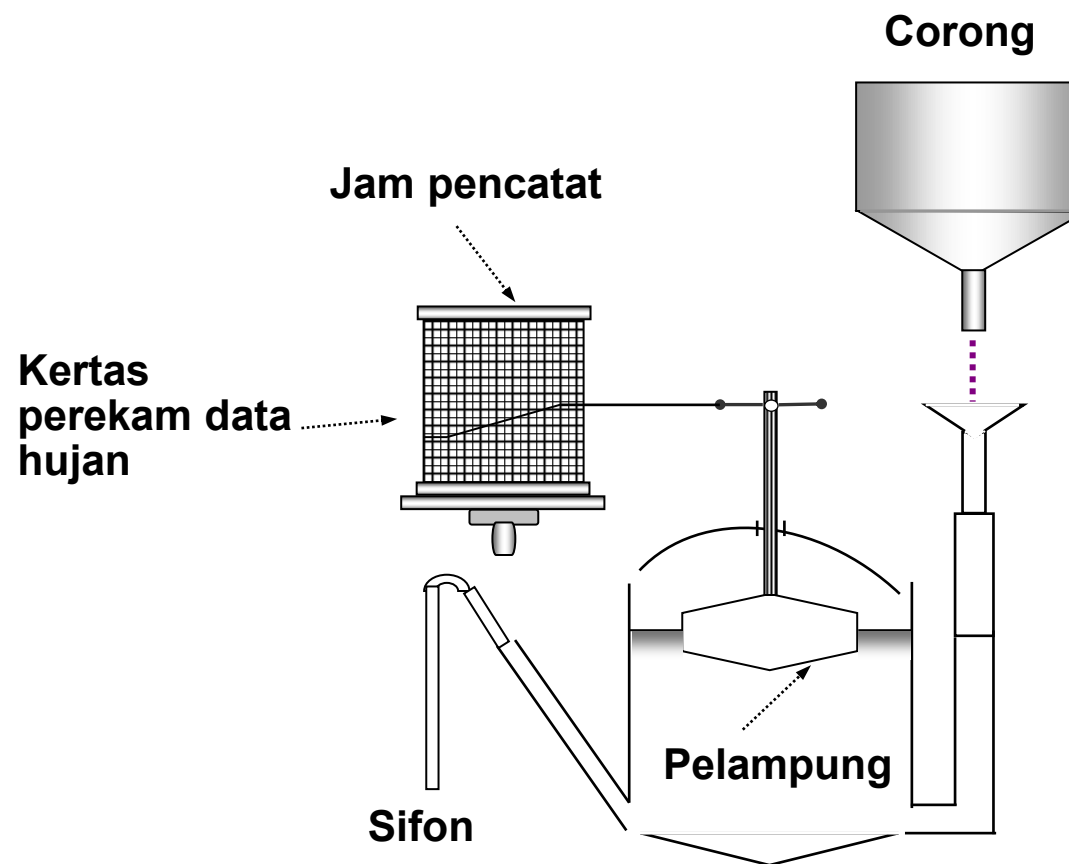 Corong
Jam pencatat
Kertas
perekam data
hujan
Pelampung
Sifon